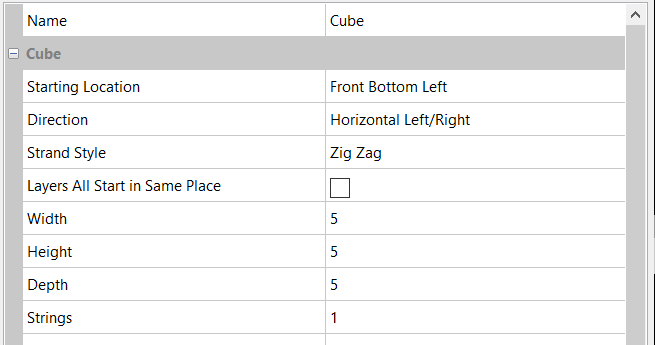 Name Cube
Cube
Starting Location Front Bottom Left
Direction Horizontal Left/Right
Strand Style Zig Zag
Layers All Start in Same Place
Width 5
Height 5
Depth 5
Strings 1